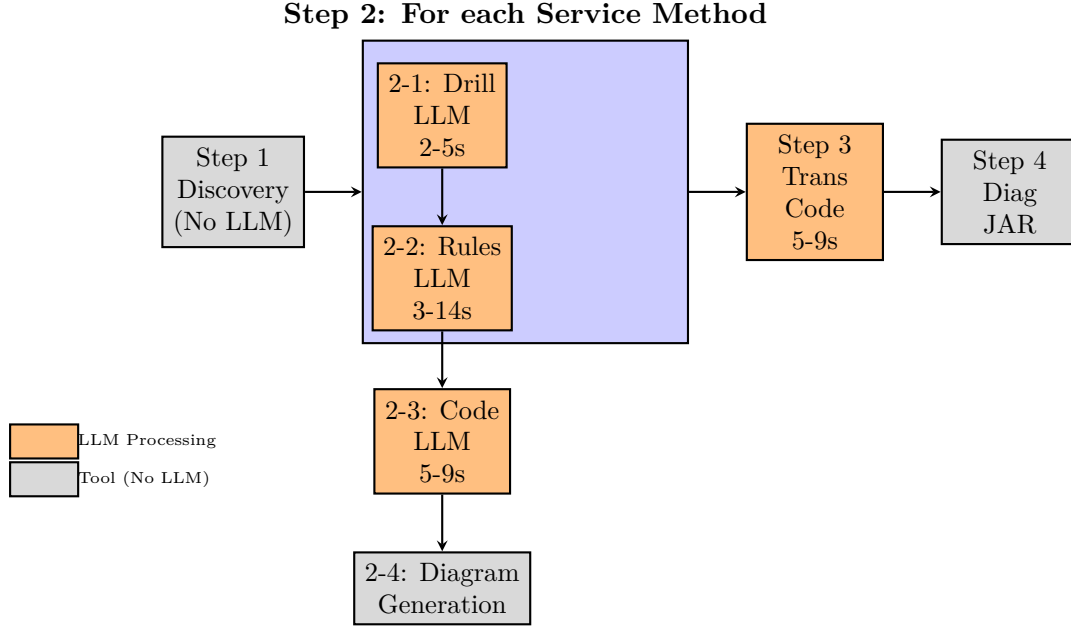 Step 2: For each Service Method
Step 1
Discovery
(No LLM)
2-1: Drill
LLM
2-5s
2-2: Rules
LLM
3-14s
2-3: Code
LLM
5-9s
2-4: Diagram
Generation
Step 3
Trans
Code
5-9s
Step 4
Diag
JAR
LLM Processing
Tool (No LLM)